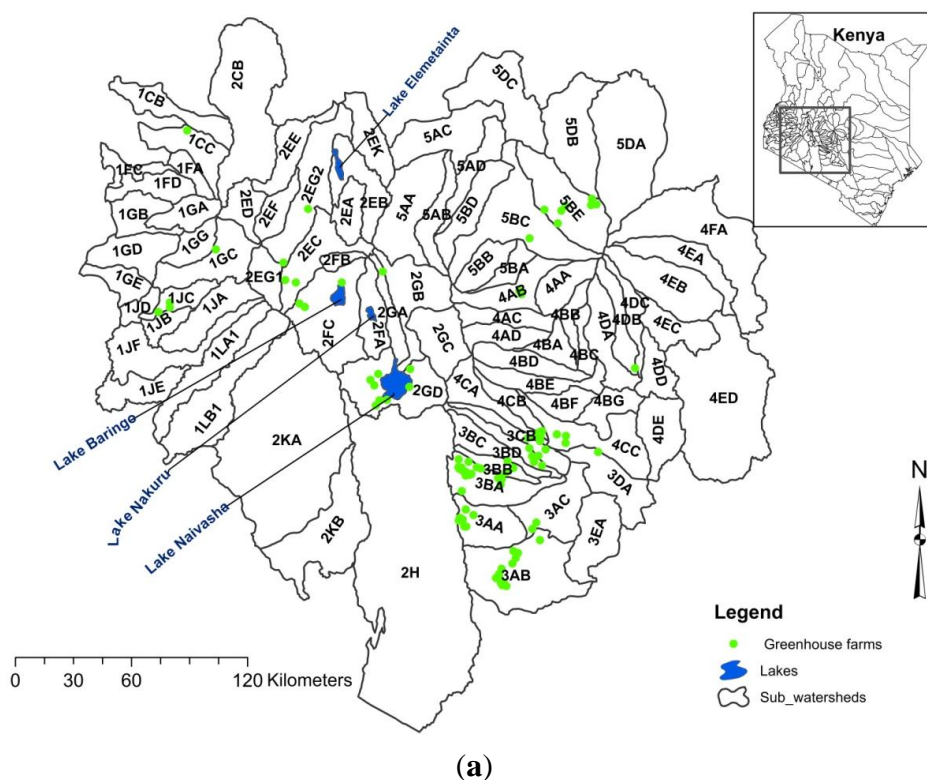 Kenya
Lake Elemetainta
2CB
1CB
1CC
5DC
2EK
5DB
5DA
5AC
2EE
1FA
1FC
1FD
5AD
2EG2
2ED
2EF
2EA
2EB
5AA
5AB
5BD
5BE
1GB
1GA
5BC
4FA
1GD
1GG
1GC
2EC
2FB
4EA
1GE
2EG1
5BB
5BA
4AA
4EB
2GB
1JC
1JD
1JA
1JB
4AB
4DC
2GA
4AC
4BB
4DA
4DB
4EC
1JF
1LA1
2FC
2FA
2GC
4AD
4BA
4BC
4BD
4DD
1JE
4CA
4BE
2GD
4CB
4BF
4BG
4ED
1LB1
4DE
3BC
3CB
2KA
3BD
4CC
3BB
3BA
3DA
3AC
3AA
3EA
2KB
2H
3AB
Lake Baringo
Lake Nakuru
Lake Naivasha
N
Legend
Greenhouse farms
Lakes
Sub_watersheds
0 30 60 120 Kilometers
(a)